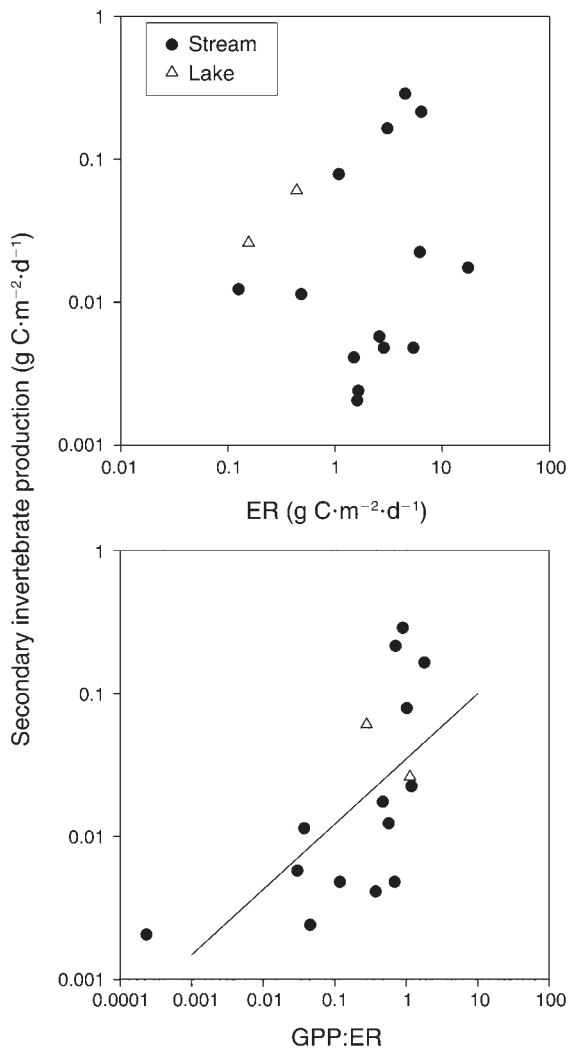 1
Stream
Lake
0.1
0.01
0.001
0.01 0.1 1 10 100
ER (g C·m⁻²·d⁻¹)
Secondary invertebrate production (g C·m⁻²·d⁻¹)
1
0.1
0.01
0.001
0.0001 0.001 0.01 0.1 1 10 100
GPP:ER